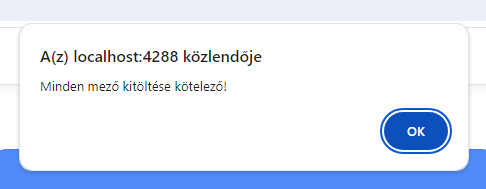 A(z) localhost:4288 közlendője
Minden mező kitöltése kötelező!
OK